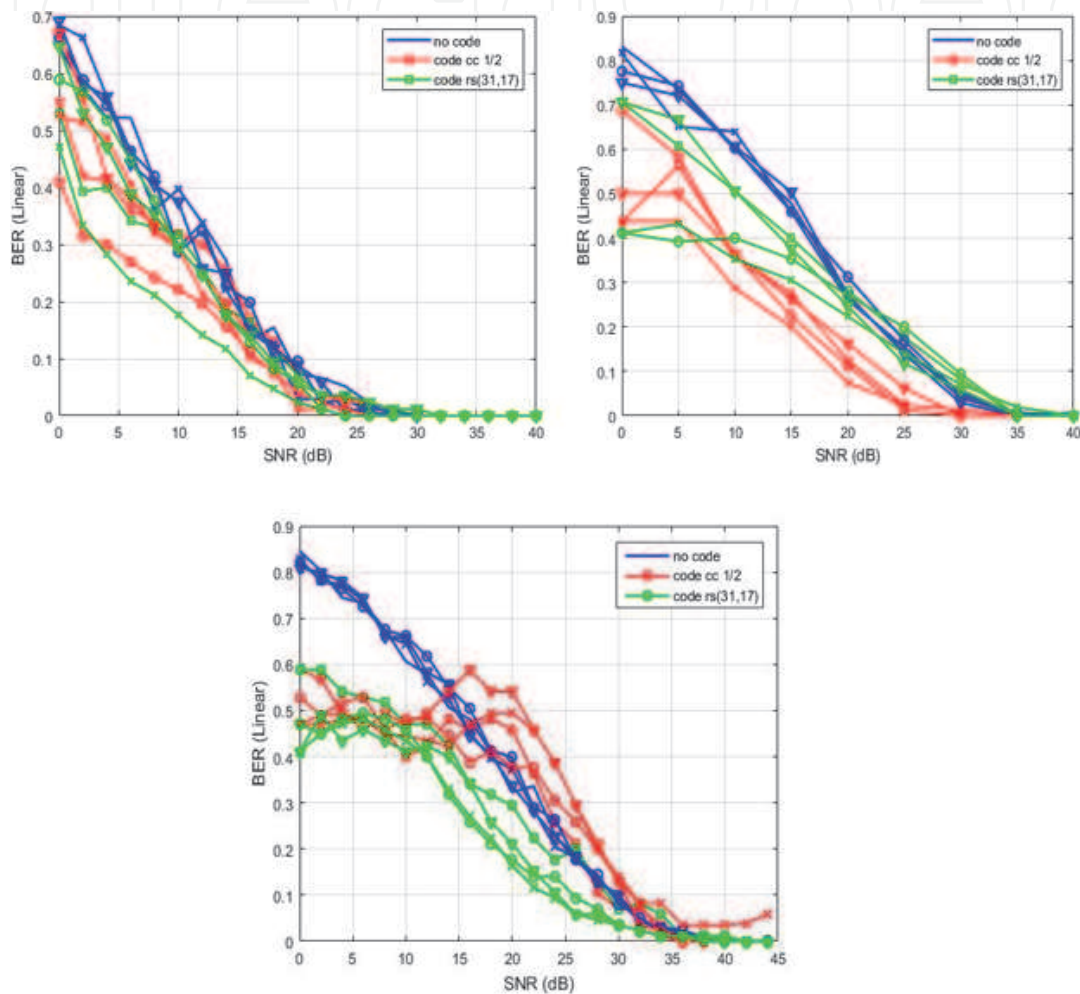 0.7
0.6
0.5
0.4
0.3
0.2
0.1
0
BER (Linear)
0 5 10 15 20 25 30 35 40
SNR (dB)
no code
code cc 1/2
code rs(31,17)
0.9
0.8
0.7
0.6
0.5
0.4
0.3
0.2
0.1
0
BER (Linear)
0 5 10 15 20 25 30 35 40
SNR (dB)
no code
code cc 1/2
code rs(31,17)
0.9
0.8
0.7
0.6
0.5
0.4
0.3
0.2
0.1
0
BER (Linear)
0 5 10 15 20 25 30 35 40 45
SNR (dB)
no code
code cc 1/2
code rs(31,17)